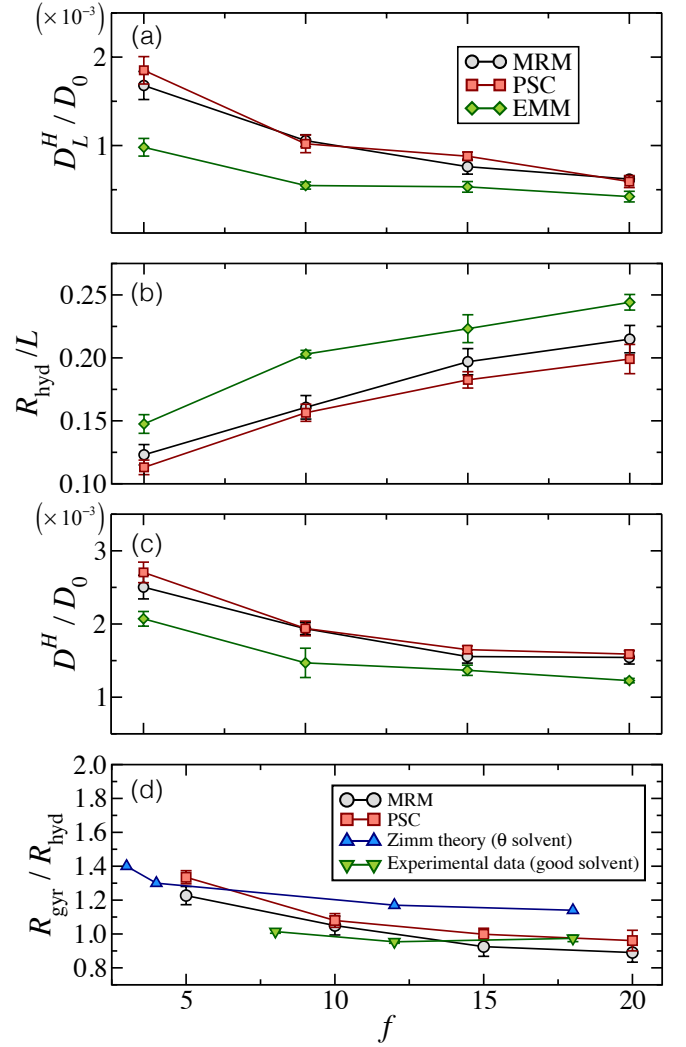 (× 10⁻³)
(a)
MRM
PSC
EMM
2
1
D_L^H / D_0
(b)
0.25
0.20
0.15
0.10
R_hyd / L
(× 10⁻³)
(c)
3
2
1
D^H / D_0
(d)
MRM
PSC
Zimm theory (θ solvent)
Experimental data (good solvent)
2.0
1.8
1.6
1.4
1.2
1.0
0.8
R_gyr / R_hyd
5 10 15 20
f